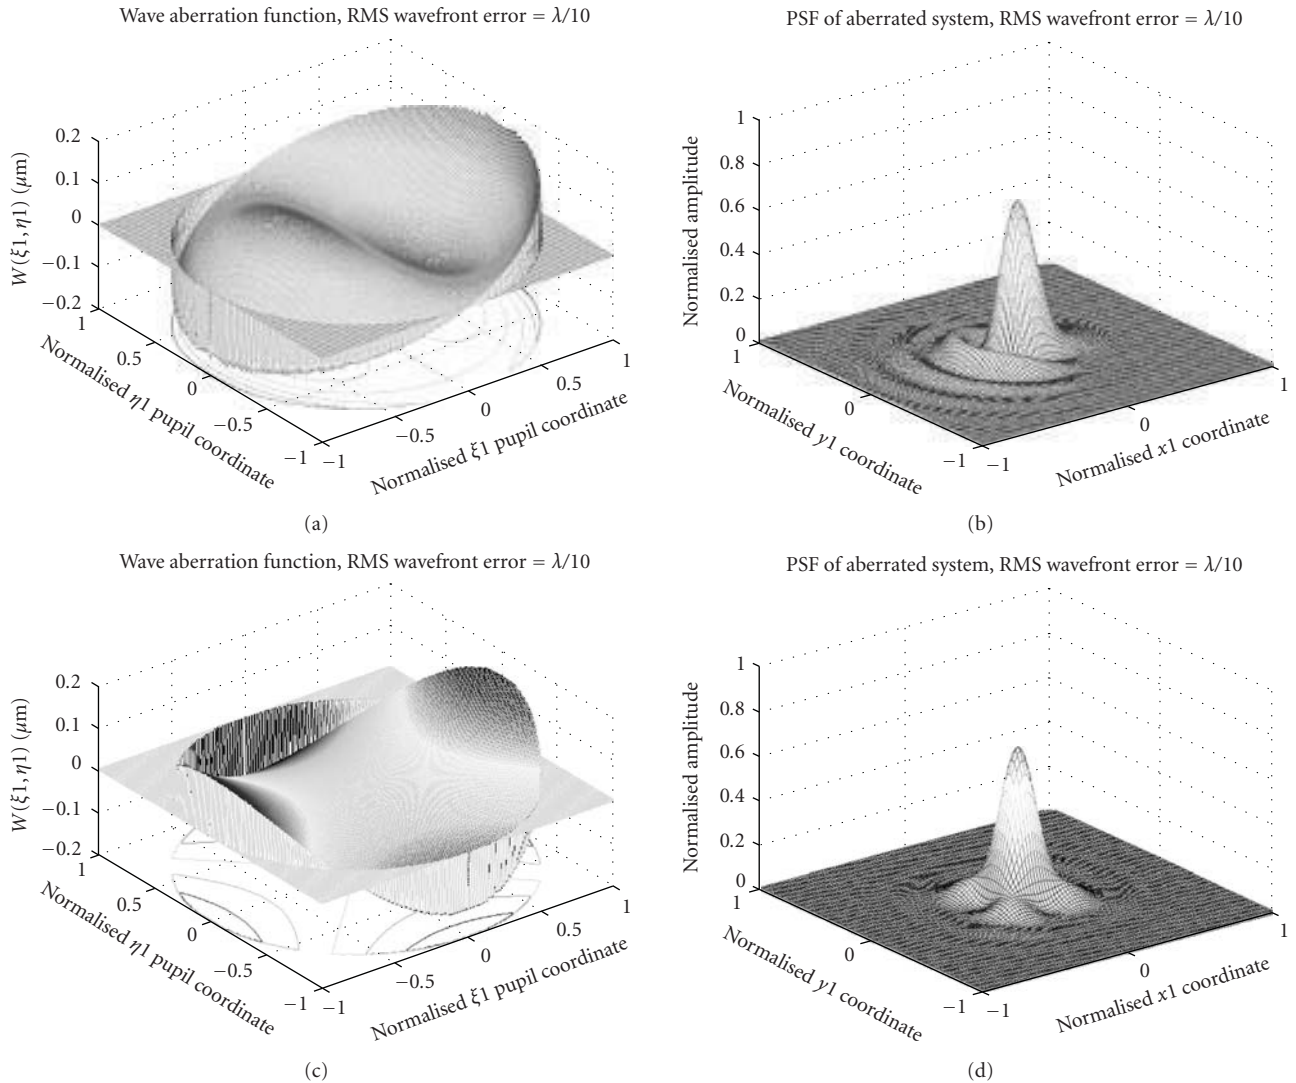 Wave aberration function, RMS wavefront error = λ/10
W(ξ1, η1) (μm)
0.2
0.1
0
−0.1
−0.2
1
0.5
0
−0.5
−1
Normalised η1 pupil coordinate
−1
−0.5
0
0.5
1
Normalised ξ1 pupil coordinate
(a)
PSF of aberrated system, RMS wavefront error = λ/10
Normalised amplitude
1
0.8
0.6
0.4
0.2
0
1
0
−1
Normalised y1 coordinate
−1
0
1
Normalised x1 coordinate
(b)
Wave aberration function, RMS wavefront error = λ/10
W(ξ1, η1) (μm)
0.2
0.1
0
−0.1
−0.2
1
0.5
0
−0.5
−1
Normalised η1 pupil coordinate
−1
−0.5
0
0.5
1
Normalised ξ1 pupil coordinate
(c)
PSF of aberrated system, RMS wavefront error = λ/10
Normalised amplitude
1
0.8
0.6
0.4
0.2
0
1
0
−1
Normalised y1 coordinate
−1
0
1
Normalised x1 coordinate
(d)